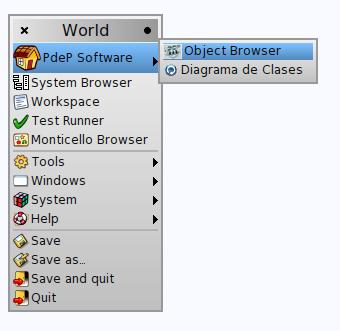 World
PdeP Software
Object Browser
Diagrama de Clases
System Browser
Workspace
Test Runner
Monticello Browser
Tools
Windows
System
Help
Save
Save as...
Save and quit
Quit